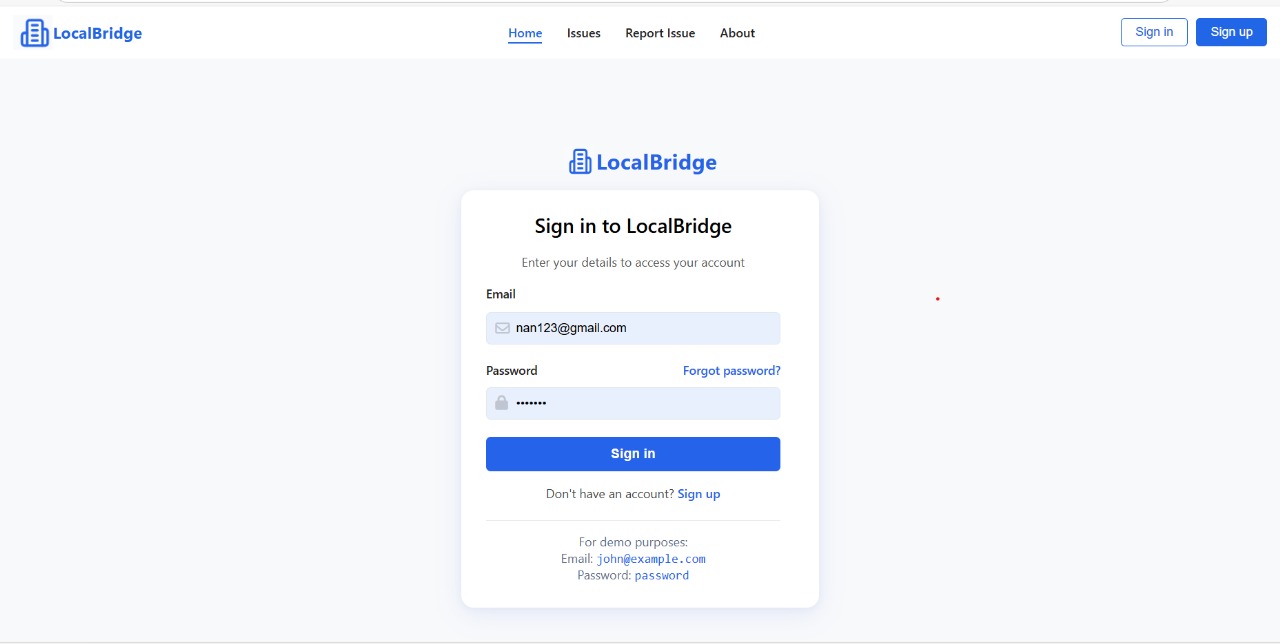 LocalBridge
Home Issues Report Issue About
Sign in Sign up
LocalBridge
Sign in to LocalBridge
Enter your details to access your account
Email
nan123@gmail.com
Password Forgot password?
•••••••
Sign in
Don't have an account? Sign up
For demo purposes:
Email: john@example.com
Password: password